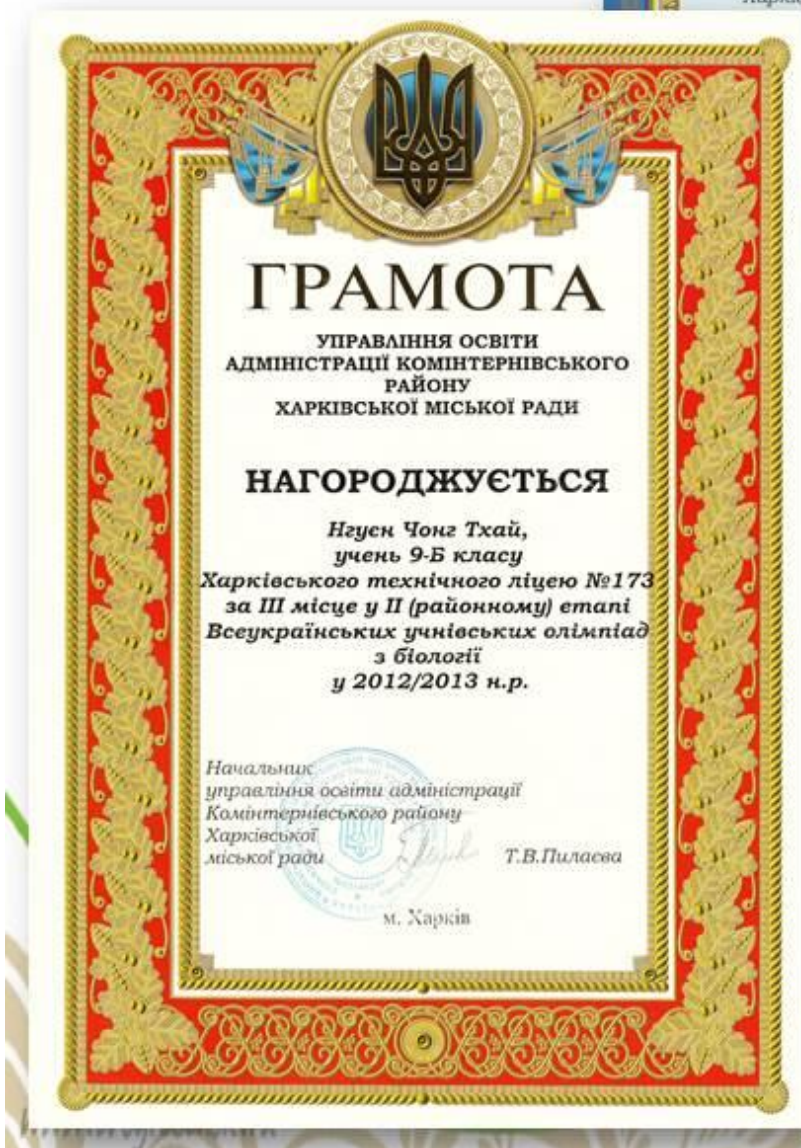 ГРАМОТА
УПРАВЛІННЯ ОСВІТИ
АДМІНІСТРАЦІЇ КОМІНТЕРНІВСЬКОГО
РАЙОНУ
ХАРКІВСЬКОЇ МІСЬКОЇ РАДИ
НАГОРОДЖУЄТЬСЯ
Нгуєн Чонг Тхай,
учень 9-Б класу
Харківського технічного ліцею №173
за ІІІ місце у ІІ (районному) етапі
Всеукраїнських учнівських олімпіад
з біології
у 2012/2013 н.р.
Начальник
управління освіти адміністрації
Комінтернівського району
Харківської
міської ради Т.В.Пилаєва
м. Харків